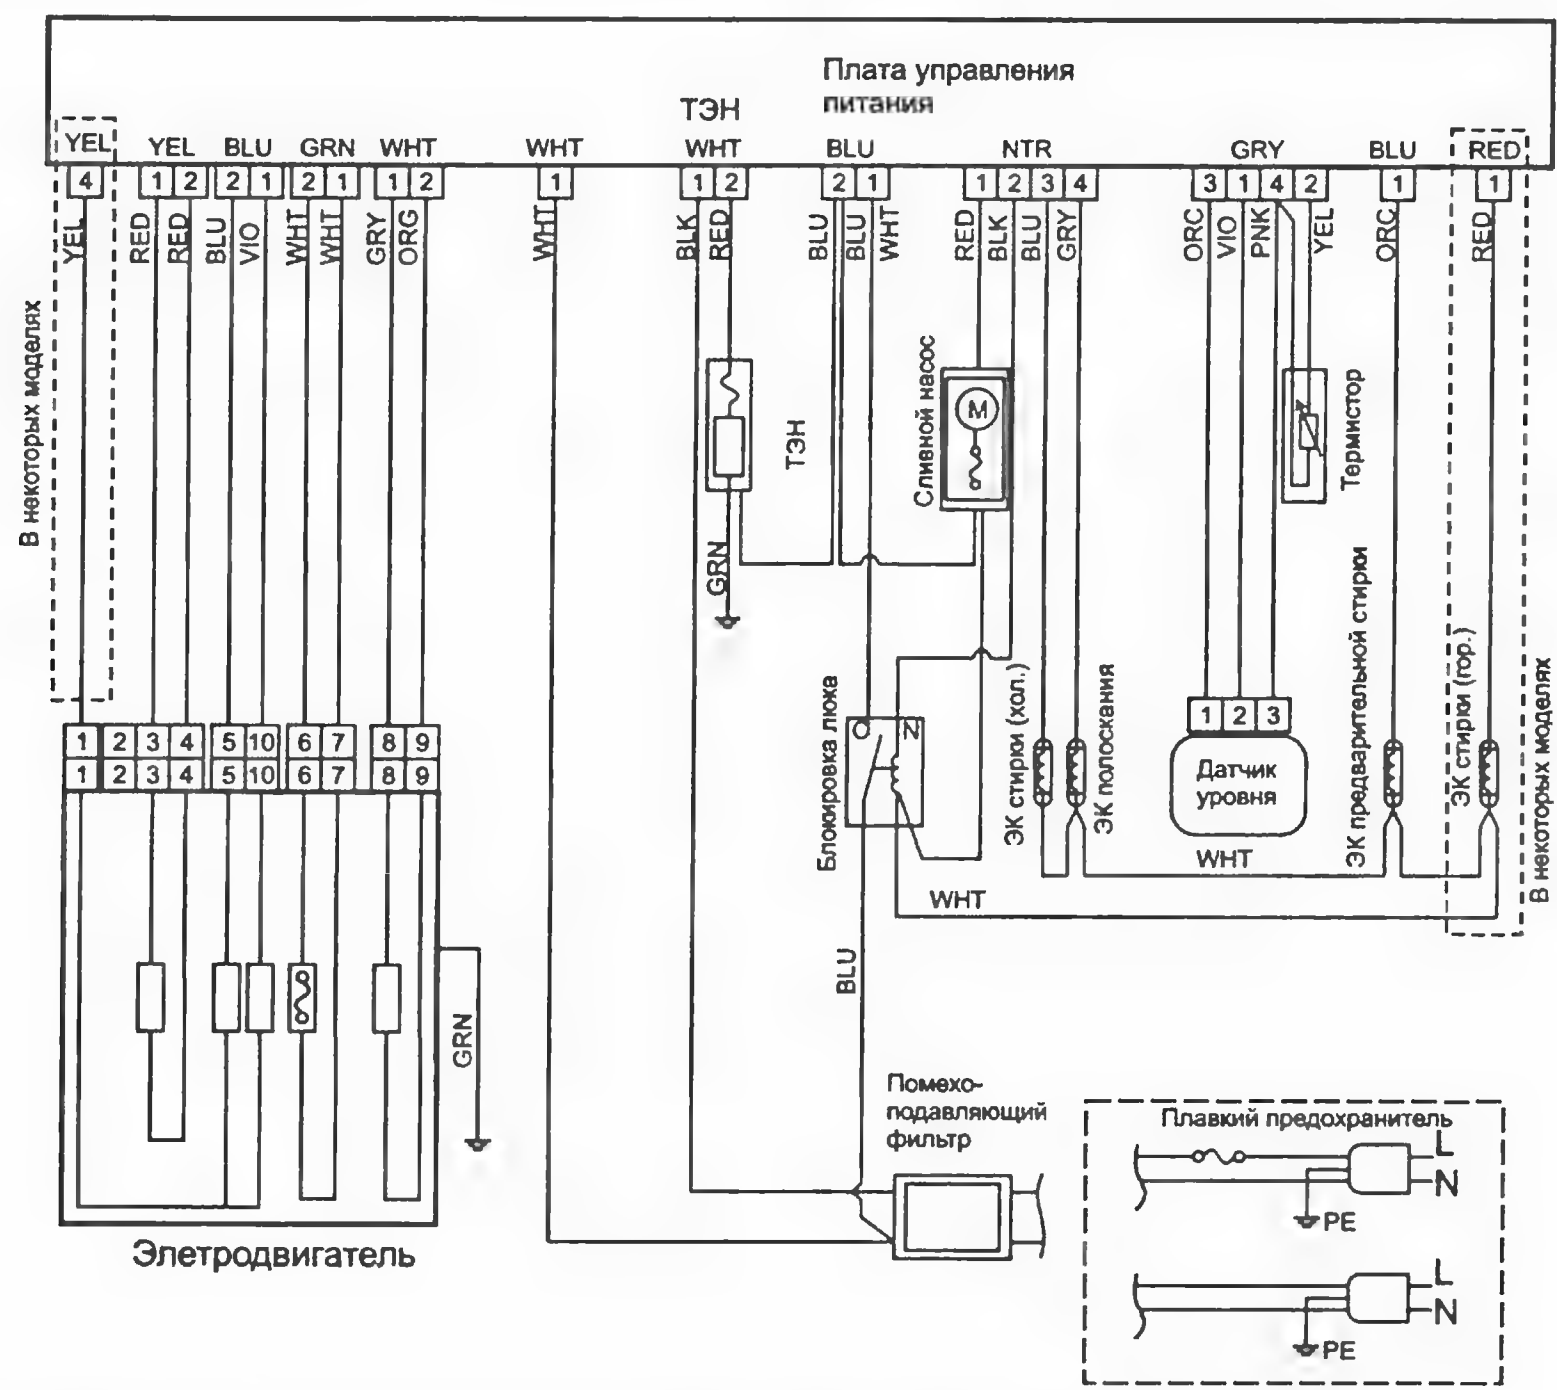 Плата управления
питания
ТЭН
YEL YEL BLU GRN WHT WHT WHT BLU NTR GRY BLU RED
4 1 2 2 1 2 1 1 2 1 1 2 2 1 1 2 3 4 3 1 4 2 1 1
YEL RED RED BLU VIO WHT WHT GRY ORG WHT BLK RED BLU BLU WHT RED BLK BLU GRY ORC VIO PNK YEL ORC RED
В некоторых моделях
ТЭН
GRN
Сливной насос
M
Термистор
Блокировка люка
C N
ЭК стирки (хол.)
ЭК полоскания
1 2 3
Датчик
уровня
ЭК предварительной стирки
ЭК стирки (гор.)
В некоторых моделях
1 2 3 4 5 10 6 7 8 9
1 2 3 4 5 10 6 7 8 9
WHT
WHT
BLU
GRN
Элетродвигатель
Помехо-
подавляющий
фильтр
Плавкий предохранитель
L
N
PE
L
N
PE